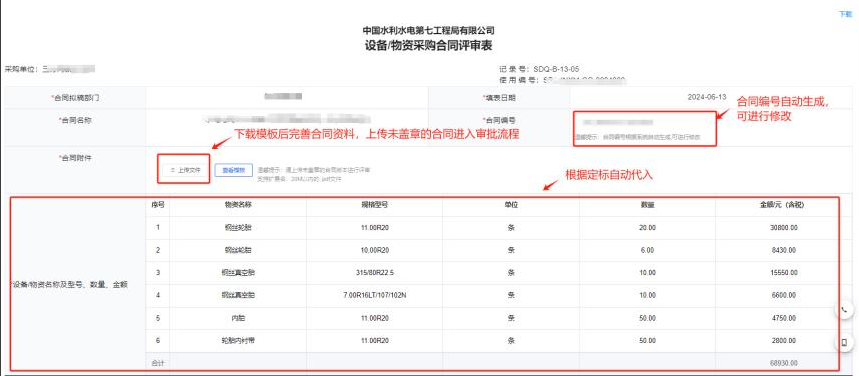 下载
中国水利水电第七工程局有限公司
设备/物资采购合同评审表
采购单位：
记 录 号：SDQ-B-13-05
使 用 编 号：
*合同拟稿部门
*填表日期
2024-06-13
合同编号自动生成，
可进行修改
*合同名称
*合同编号
温馨提示：合同编号根据系统自动生成,可进行修改
下载模板后完善合同资料，上传未盖章的合同进入审批流程
*合同附件
上传文件
查看模板
温馨提示：请上传未盖章的合同版本进行评审
支持扩展名：20M以内的 .pdf文件
根据定标自动代入
*设备/物资名称及型号、数量、金额
序号 物资名称 规格型号 单位 数量 金额/元（含税）
1 钢丝轮胎 11.00R20 条 20.00 30800.00
2 钢丝轮胎 10.00R20 条 6.00 8430.00
3 钢丝真空胎 315/80R22.5 条 10.00 15550.00
4 钢丝真空胎 7.00R16LT/107/102N 条 10.00 6600.00
5 内胎 11.00R20 条 50.00 4750.00
6 轮胎内衬带 11.00R20 条 50.00 2800.00
合计 68930.00